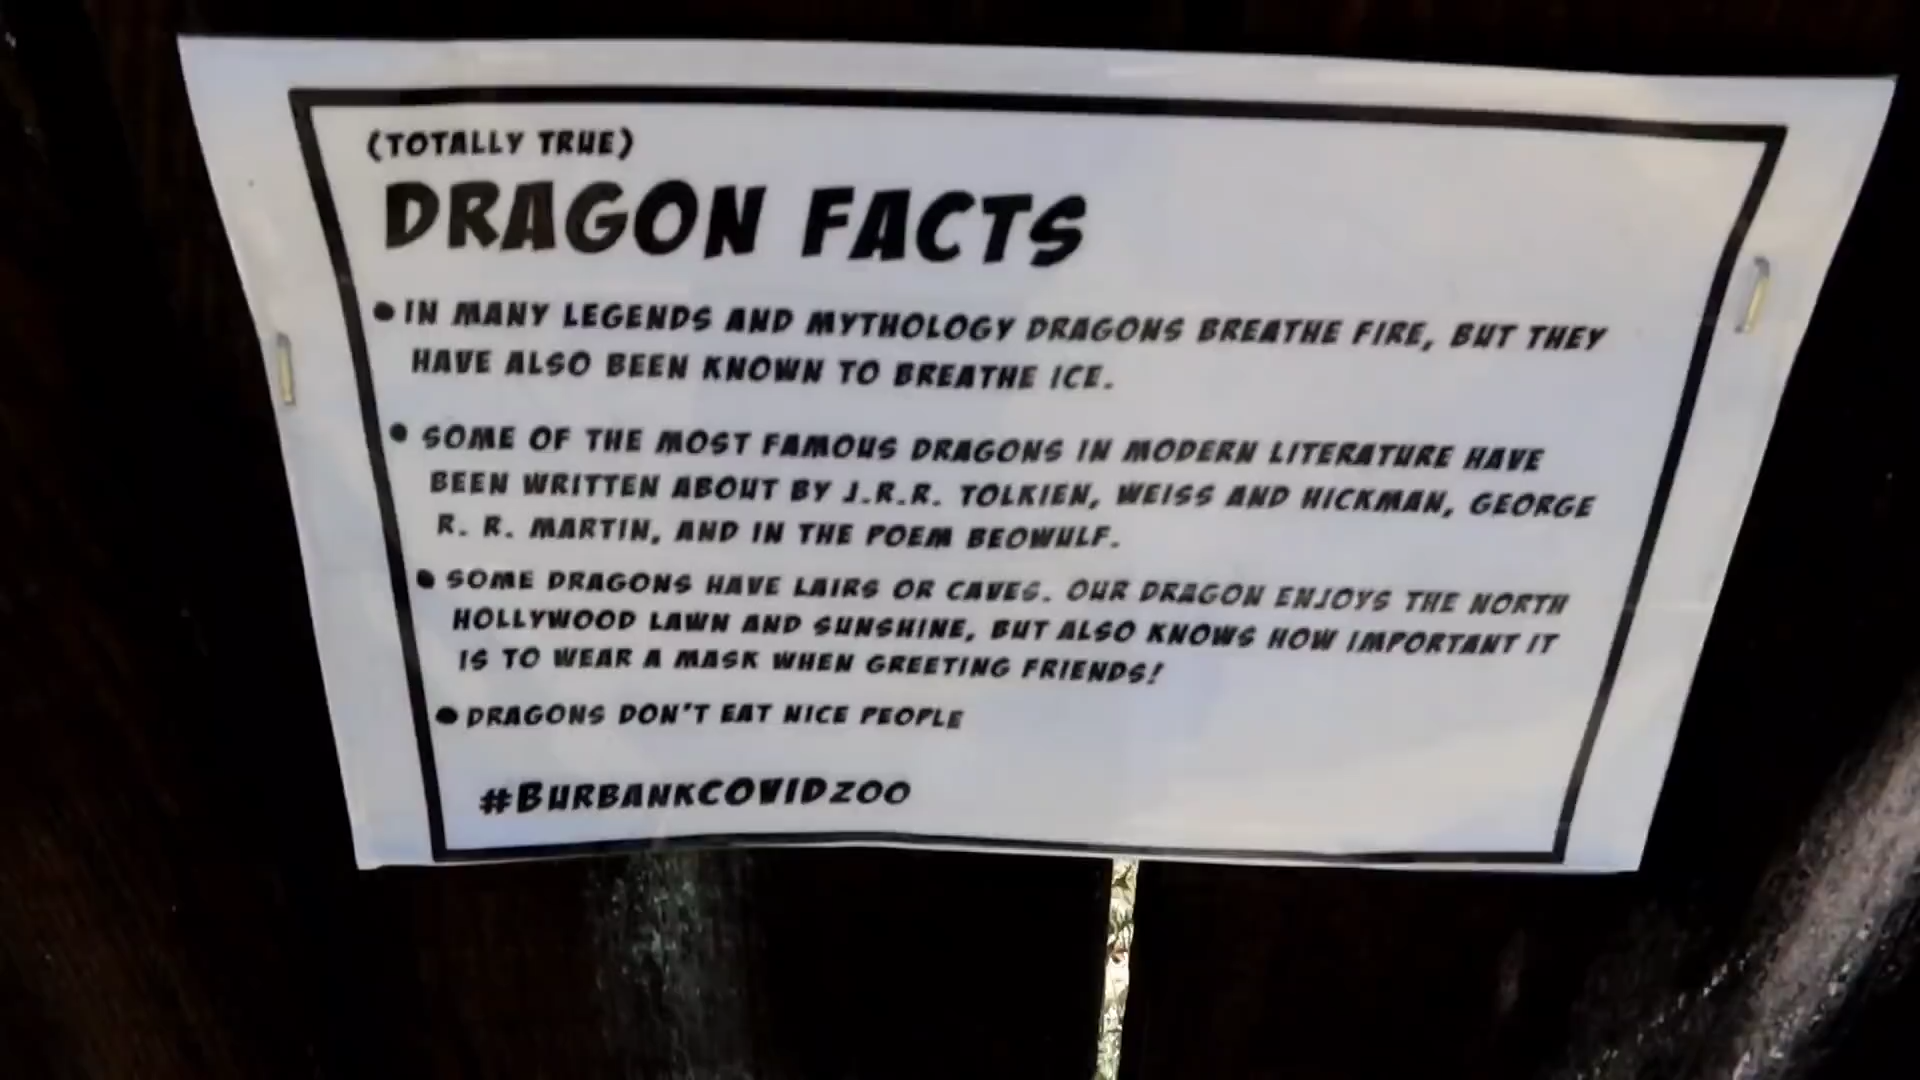 (TOTALLY TRUE)
DRAGON FACTS
• IN MANY LEGENDS AND MYTHOLOGY DRAGONS BREATHE FIRE, BUT THEY
HAVE ALSO BEEN KNOWN TO BREATHE ICE.
• SOME OF THE MOST FAMOUS DRAGONS IN MODERN LITERATURE HAVE
BEEN WRITTEN ABOUT BY J.R.R. TOLKIEN, WEISS AND HICKMAN, GEORGE
R. R. MARTIN, AND IN THE POEM BEOWULF.
• SOME DRAGONS HAVE LAIRS OR CAVES. OUR DRAGON ENJOYS THE NORTH
HOLLYWOOD LAWN AND SUNSHINE, BUT ALSO KNOWS HOW IMPORTANT IT
IS TO WEAR A MASK WHEN GREETING FRIENDS!
• DRAGONS DON'T EAT NICE PEOPLE
#BURBANKCOVIDZOO